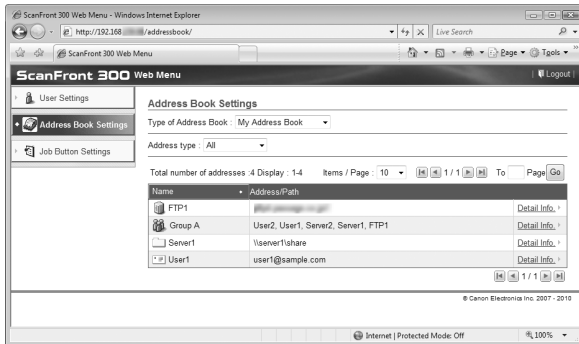 ScanFront 300 Web Menu - Windows Internet Explorer
http://192.168. /addressbook/
Live Search
ScanFront 300 Web Menu
Page Tools
ScanFront 300 Web Menu
Logout
User Settings
Address Book Settings
Job Button Settings
Address Book Settings
Type of Address Book : My Address Book
Address type : All
Total number of addresses :4 Display : 1-4 Items / Page : 10 1 / 1 To Page Go
Name Address/Path
FTP1 Detail Info.
Group A User2, User1, Server2, Server1, FTP1 Detail Info.
Server1 \\server1\share Detail Info.
User1 user1@sample.com Detail Info.
1 / 1
© Canon Electronics Inc. 2007 - 2010
Internet | Protected Mode: Off 100%